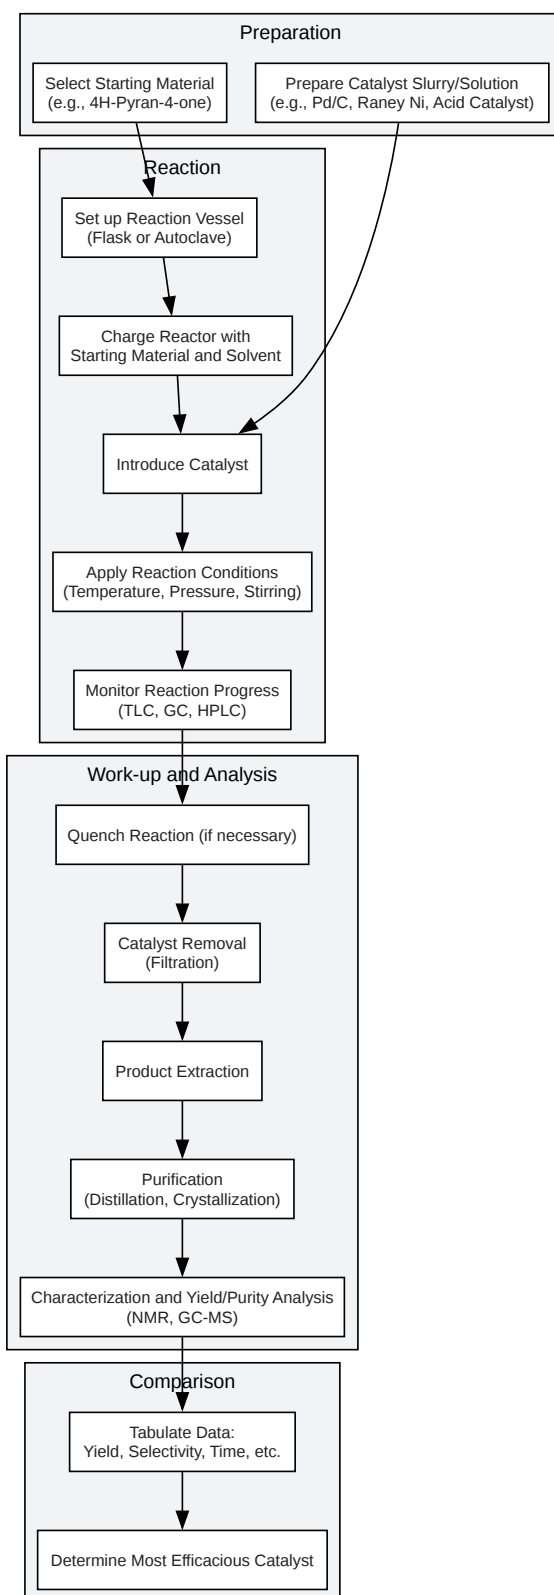 Preparation
Select Starting Material
(e.g., 4H-Pyran-4-one)
Prepare Catalyst Slurry/Solution
(e.g., Pd/C, Raney Ni, Acid Catalyst)
Reaction
Set up Reaction Vessel
(Flask or Autoclave)
Charge Reactor with
Starting Material and Solvent
Introduce Catalyst
Apply Reaction Conditions
(Temperature, Pressure, Stirring)
Monitor Reaction Progress
(TLC, GC, HPLC)
Work-up and Analysis
Quench Reaction (if necessary)
Catalyst Removal
(Filtration)
Product Extraction
Purification
(Distillation, Crystallization)
Characterization and Yield/Purity Analysis
(NMR, GC-MS)
Comparison
Tabulate Data:
Yield, Selectivity, Time, etc.
Determine Most Efficacious Catalyst